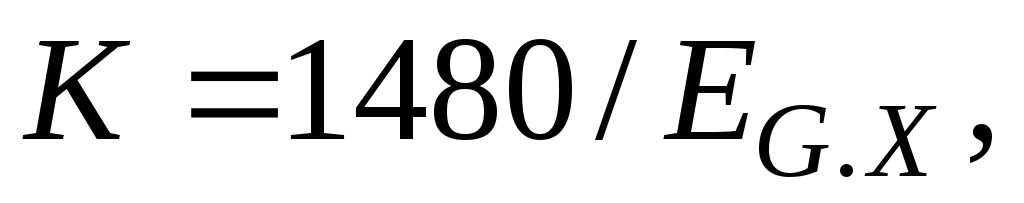 K = 1480 / E_{G.X} ,